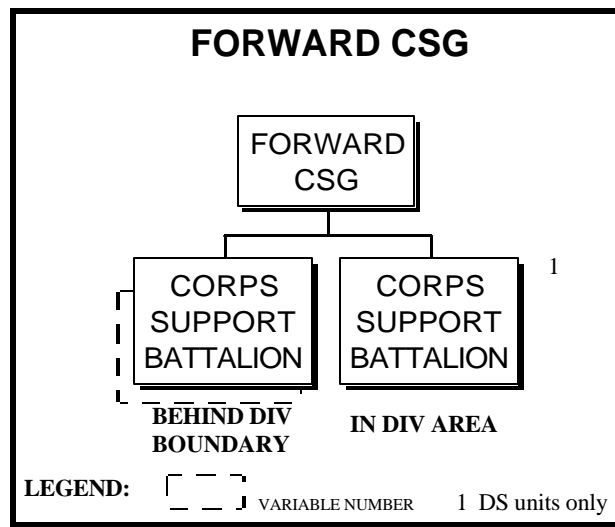 FORWARD CSG
FORWARD
CSG
CORPS
SUPPORT
BATTALION
CORPS
SUPPORT
BATTALION
1
BEHIND DIV
BOUNDARY
IN DIV AREA
LEGEND:
VARIABLE NUMBER
1 DS units only